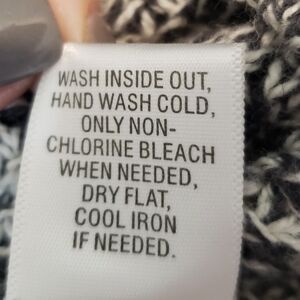 WASH INSIDE OUT,
HAND WASH COLD,
ONLY NON-
CHLORINE BLEACH
WHEN NEEDED,
DRY FLAT,
COOL IRON
IF NEEDED.